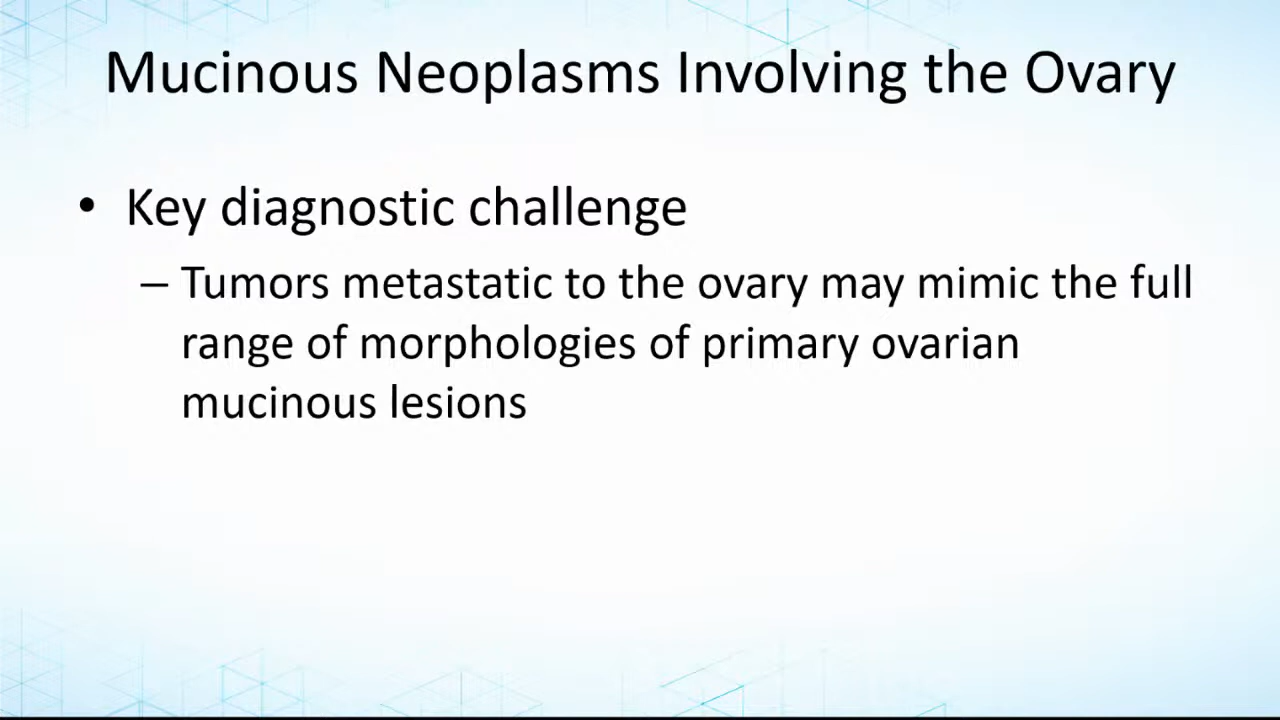 Mucinous Neoplasms Involving the Ovary
• Key diagnostic challenge
– Tumors metastatic to the ovary may mimic the full
range of morphologies of primary ovarian
mucinous lesions